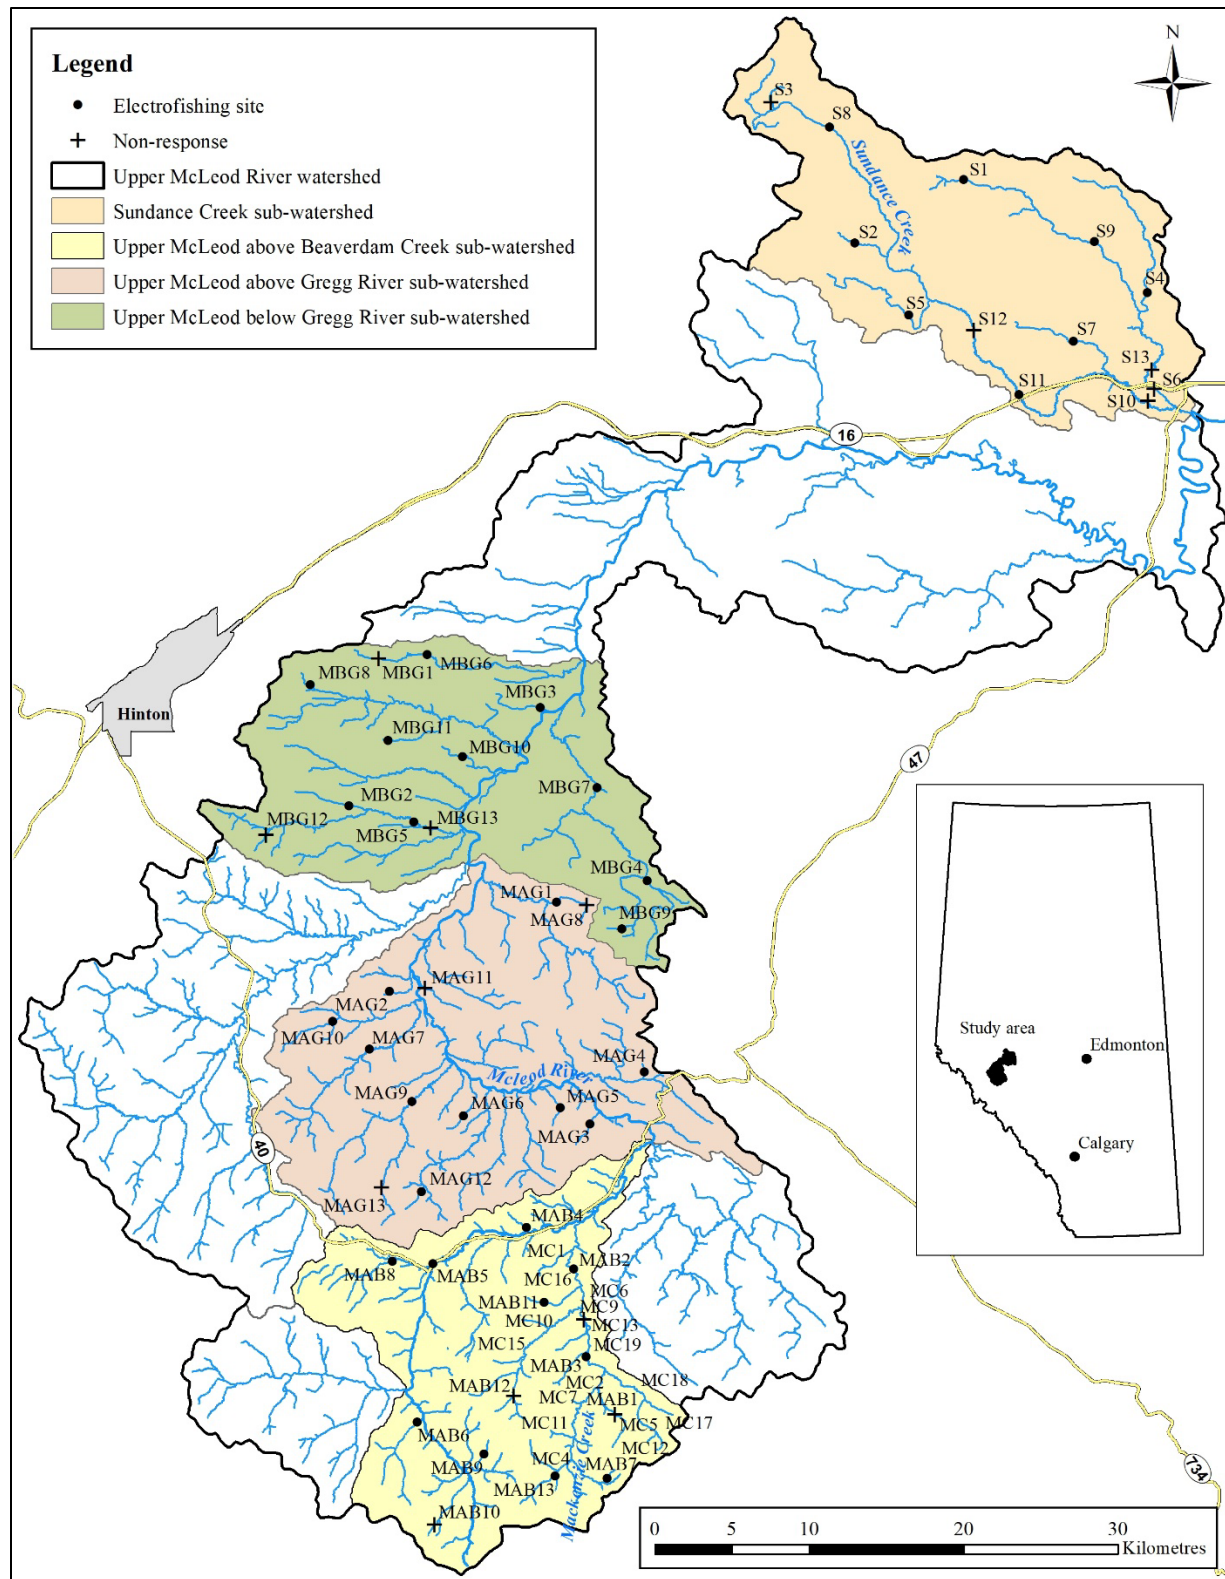 Legend
Electrofishing site
Non-response
Upper McLeod River watershed
Sundance Creek sub-watershed
Upper McLeod above Beaverdam Creek sub-watershed
Upper McLeod above Gregg River sub-watershed
Upper McLeod below Gregg River sub-watershed
N
S3
S8
Sundance Creek
S1
S2
S9
S4
S5
S12
S7
S13
S6
S11
S10
16
Hinton
MBG8
MBG1
MBG6
MBG3
MBG11
MBG10
MBG7
MBG2
MBG12
MBG5
MBG13
MBG4
MBG9
47
MAG1
MAG8
MAG11
MAG2
MAG10
MAG7
MAG4
Mcleod River
MAG9
MAG6
MAG5
MAG3
40
MAG13
MAG12
MAB4
MC1
MAB8
MAB5
MC16
MAB2
MC6
MAB11
MC9
MC10
MC13
MC15
MC19
MAB3
MC2
MC18
MAB12
MC7
MAB1
MC11
MC5
MC17
Mackenzie Creek
MAB6
MC12
MAB9
MC4
MAB7
MAB13
MAB10
734
Study area
Edmonton
Calgary
0 5 10 20 30
Kilometres